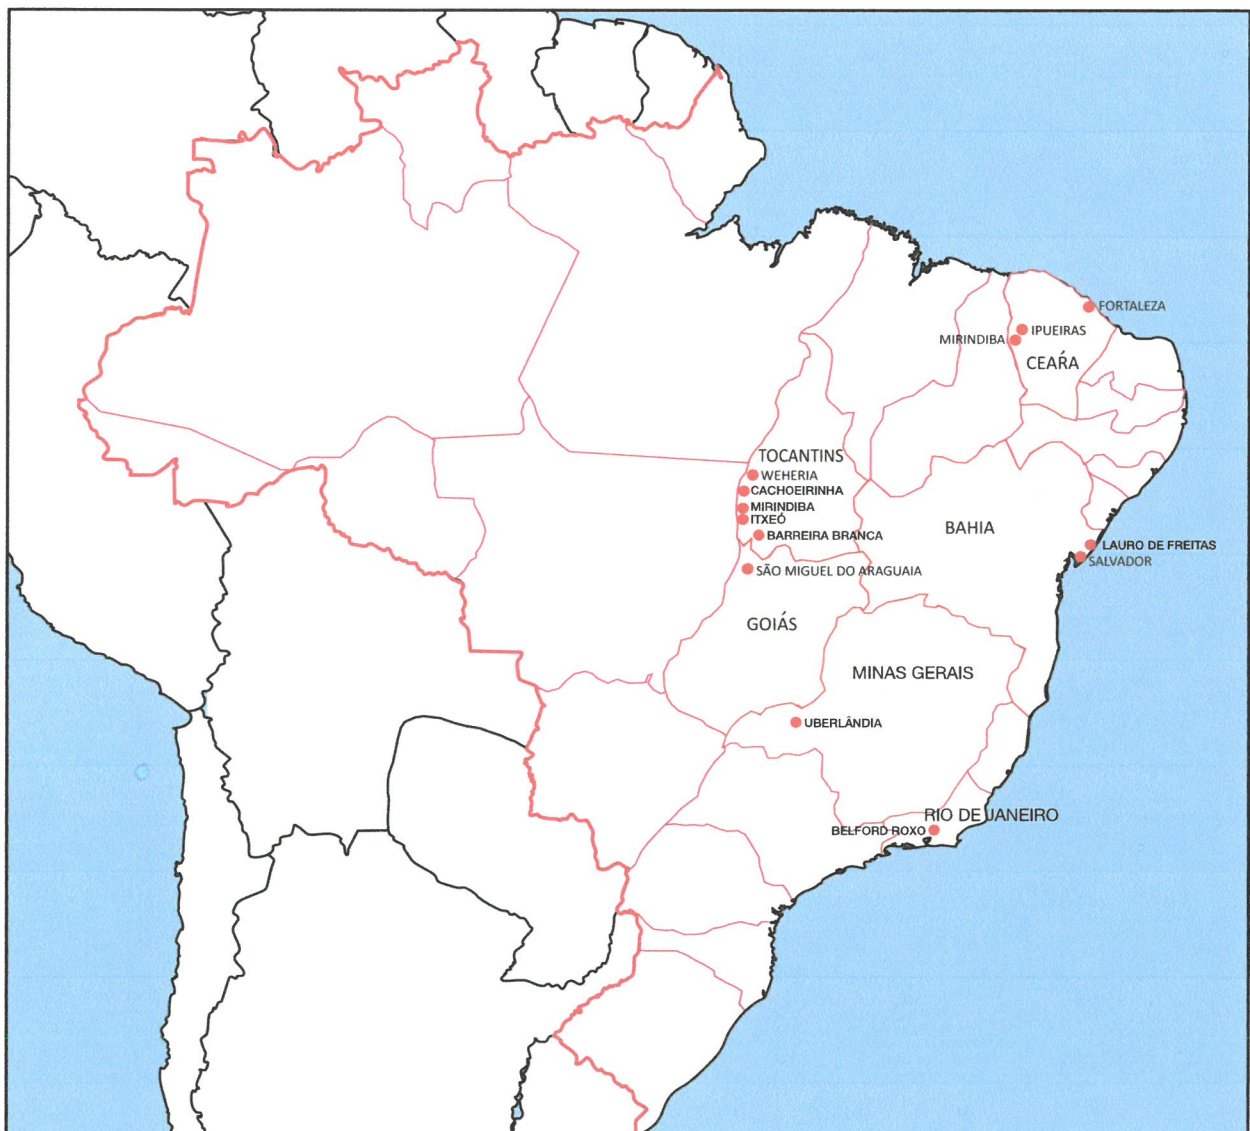 FORTALEZA
IPUEIRAS
MIRINDIBA
CEAŔA
TOCANTINS
WEHERIA
CACHOEIRINHA
MIRINDIBA
ITXEÓ
BARREIRA BRANCA
BAHIA
LAURO DE FREITAS
SALVADOR
SÃO MIGUEL DO ARAGUAIA
GOIÁS
MINAS GERAIS
UBERLÂNDIA
RIO DE JANEIRO
BELFORD ROXO